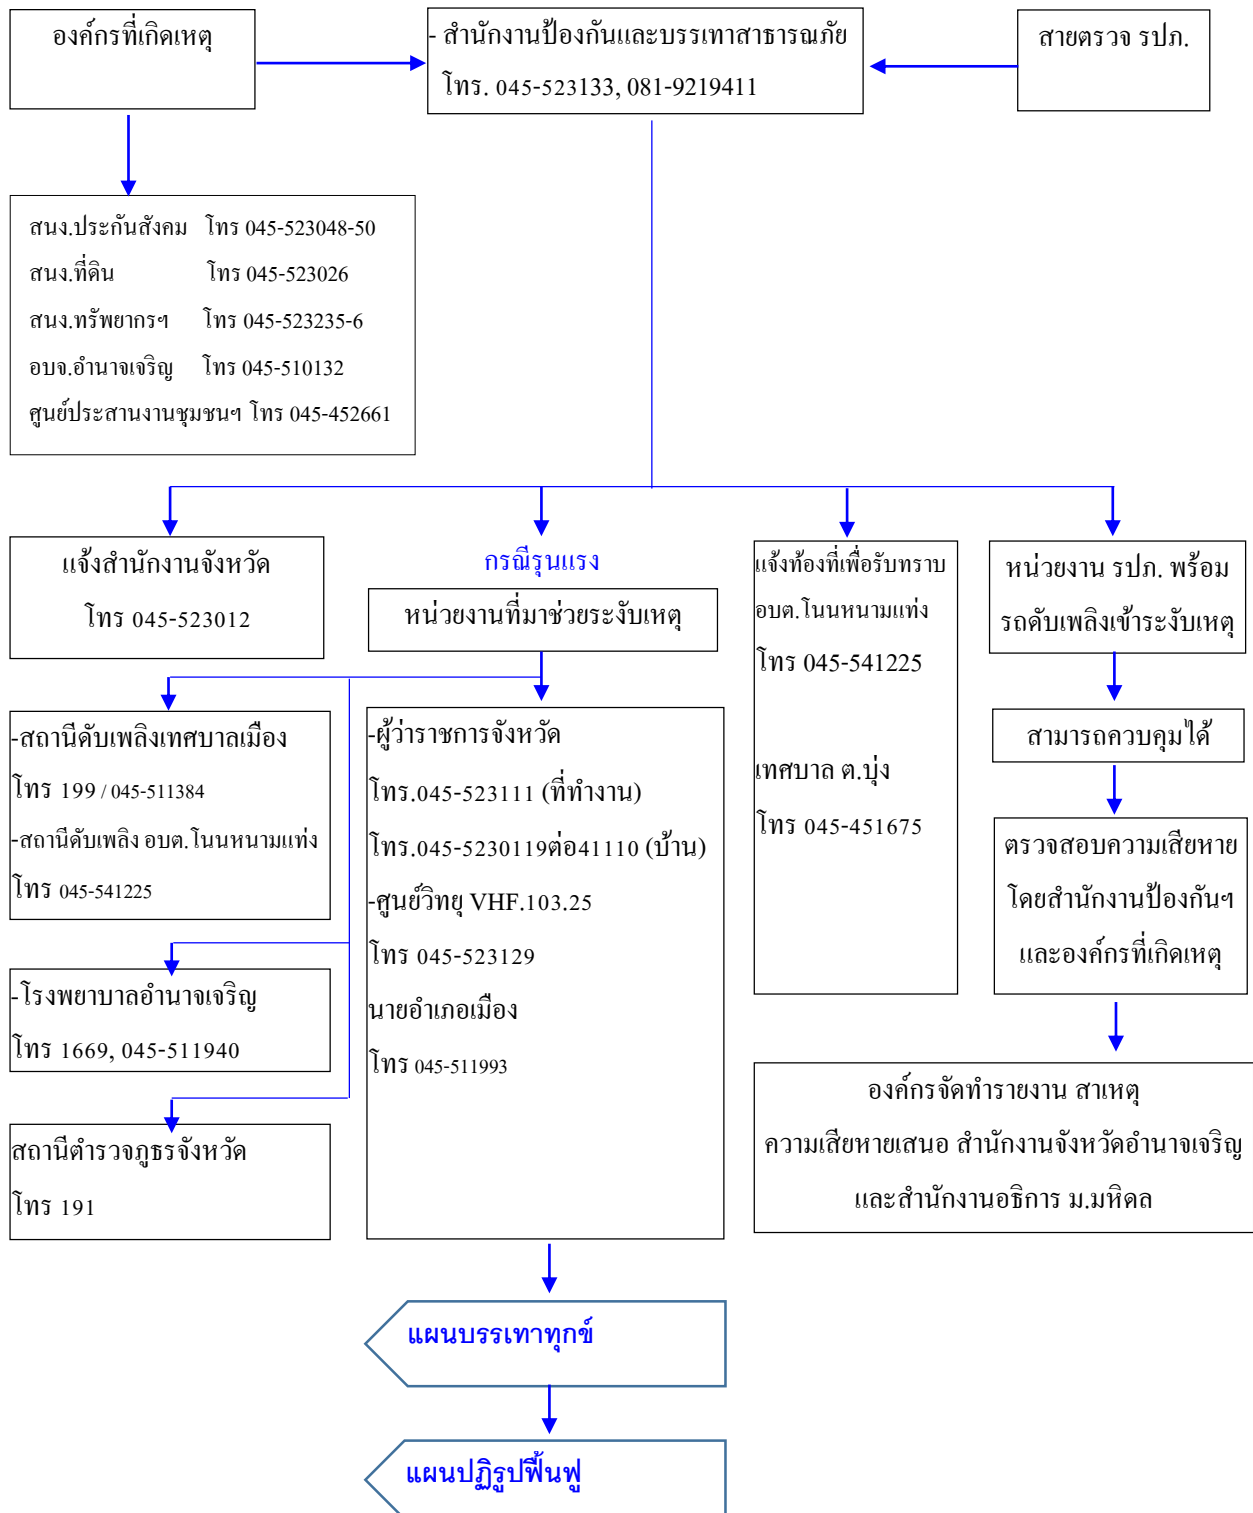 องค์กรที่เกิดเหตุ
- สำนักงานป้องกันและบรรเทาสาธารณภัย
โทร. 045-523133, 081-9219411
สายตรวจ รปภ.
สนง.ประกันสังคม โทร 045-523048-50
สนง.ที่ดิน โทร 045-523026
สนง.ทรัพยากรฯ โทร 045-523235-6
อบจ.อำนาจเจริญ โทร 045-510132
ศูนย์ประสานงานชุมชนฯ โทร 045-452661
แจ้งสำนักงานจังหวัด
โทร 045-523012
กรณีรุนแรง
หน่วยงานที่มาช่วยระงับเหตุ
แจ้งท้องที่เพื่อรับทราบ
อบต.โนนหนามแท่ง
โทร 045-541225
เทศบาล ต.บุ่ง
โทร 045-451675
หน่วยงาน รปภ. พร้อม
รถดับเพลิงเข้าระงับเหตุ
สามารถควบคุมได้
ตรวจสอบความเสียหาย
โดยสำนักงานป้องกันฯ
และองค์กรที่เกิดเหตุ
-สถานีดับเพลิงเทศบาลเมือง
โทร 199 / 045-511384
-สถานีดับเพลิง อบต.โนนหนามแท่ง
โทร 045-541225
-ผู้ว่าราชการจังหวัด
โทร.045-523111 (ที่ทำงาน)
โทร.045-5230119ต่อ41110 (บ้าน)
-ศูนย์วิทยุ VHF.103.25
โทร 045-523129
นายอำเภอเมือง
โทร 045-511993
-โรงพยาบาลอำนาจเจริญ
โทร 1669, 045-511940
สถานีตำรวจภูธรจังหวัด
โทร 191
องค์กรจัดทำรายงาน สาเหตุ
ความเสียหายเสนอ สำนักงานจังหวัดอำนาจเจริญ
และสำนักงานอธิการ ม.มหิดล
แผนบรรเทาทุกข์
แผนปฏิรูปฟื้นฟู